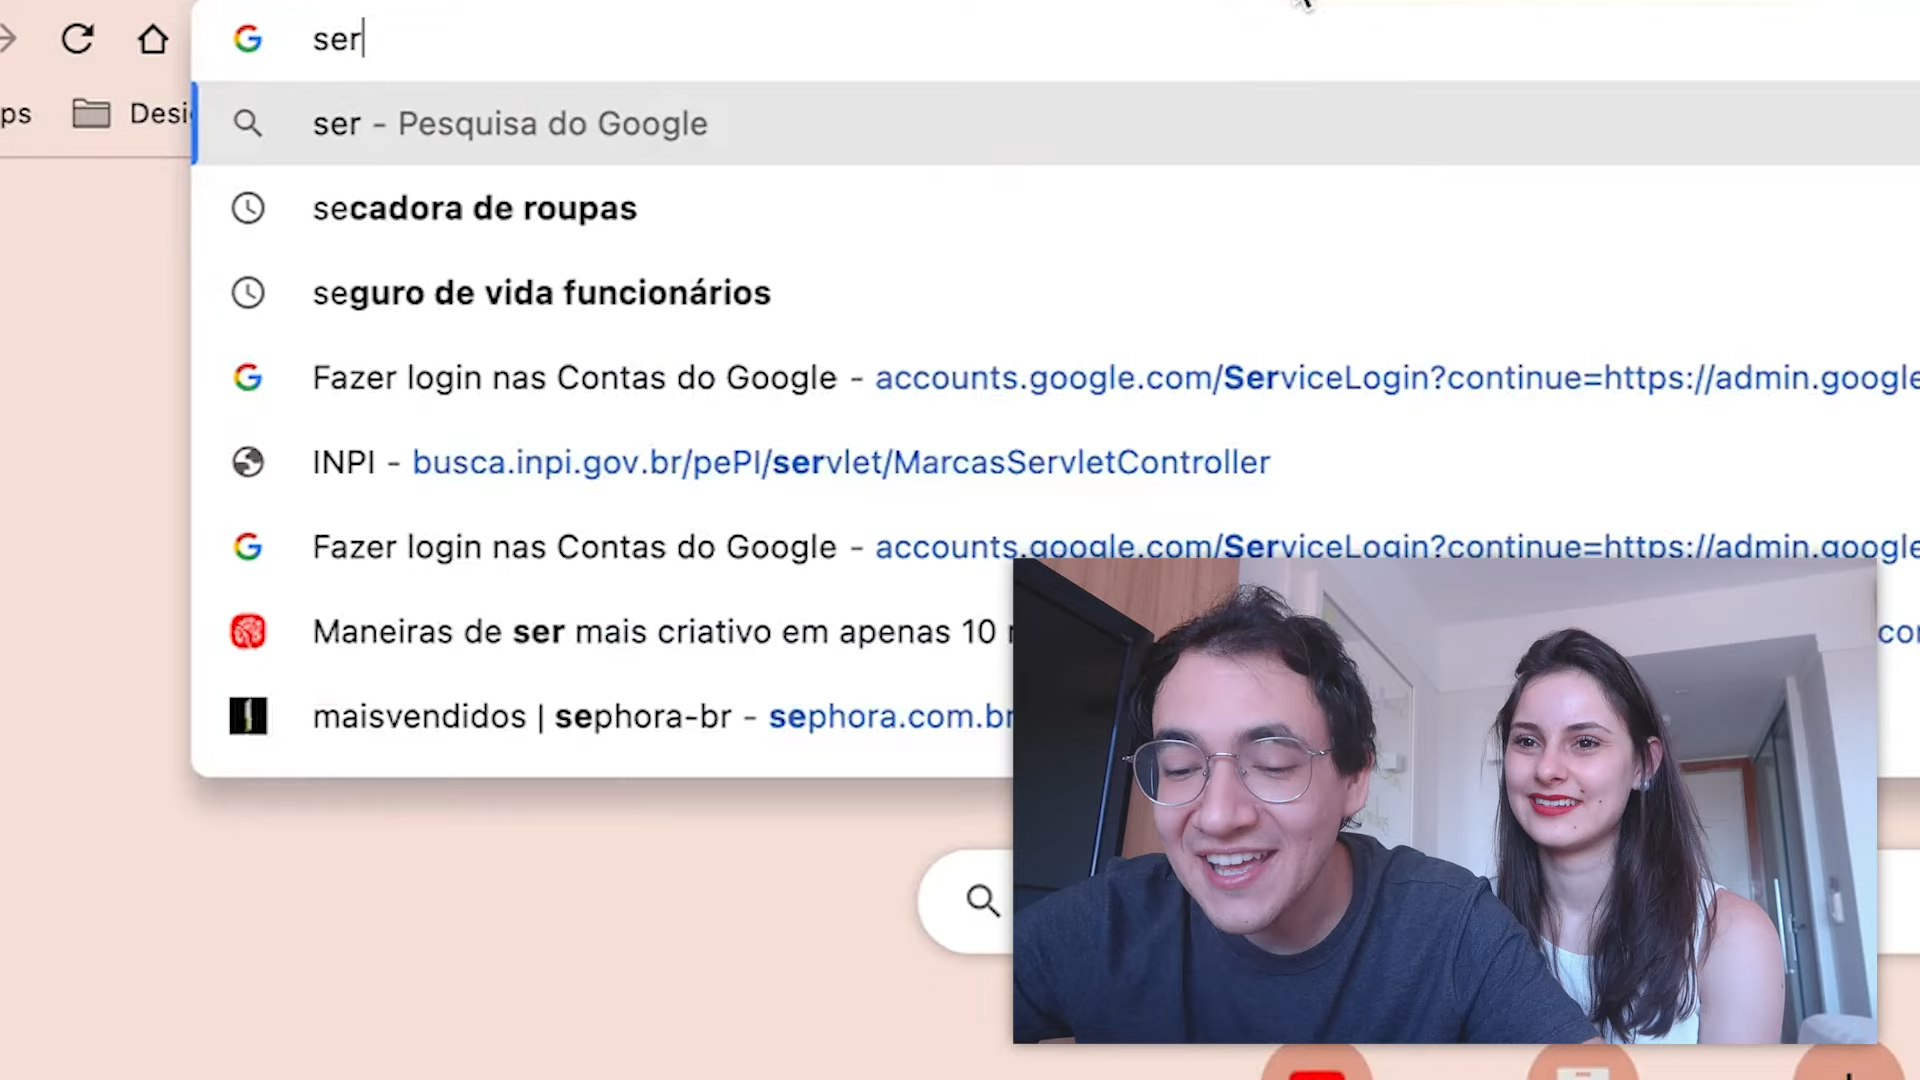 ser
ps Desi
ser - Pesquisa do Google
secadora de roupas
seguro de vida funcionários
Fazer login nas Contas do Google - accounts.google.com/ServiceLogin?continue=https://admin.google
INPI - busca.inpi.gov.br/pePI/servlet/MarcasServletController
Fazer login nas Contas do Google - accounts.google.com/ServiceLogin?continue=https://admin.google
Maneiras de ser mais criativo em apenas 10
maisvendidos | sephora-br - sephora.com.br